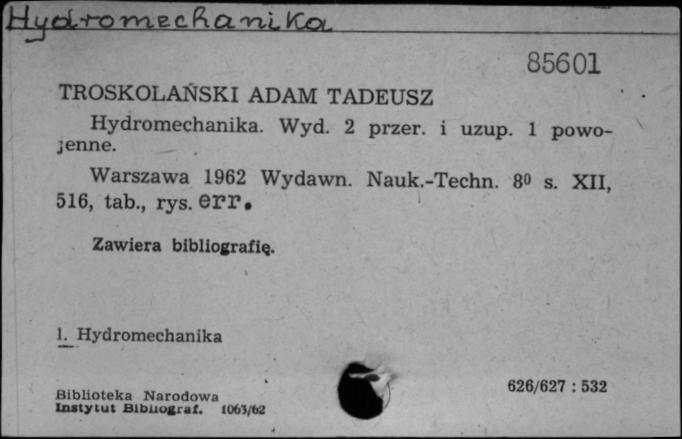 Hydromechanika
85601
TROSKOLAŃSKI ADAM TADEUSZ
Hydromechanika. Wyd. 2 przer. i uzup. 1 powo-
jenne.
Warszawa 1962 Wydawn. Nauk.-Techn. 8⁰ s. XII,
516, tab., rys. err.
Zawiera bibliografię.
1. Hydromechanika
626/627 : 532
Biblioteka Narodowa
Instytut Bibliograf. 1063/62